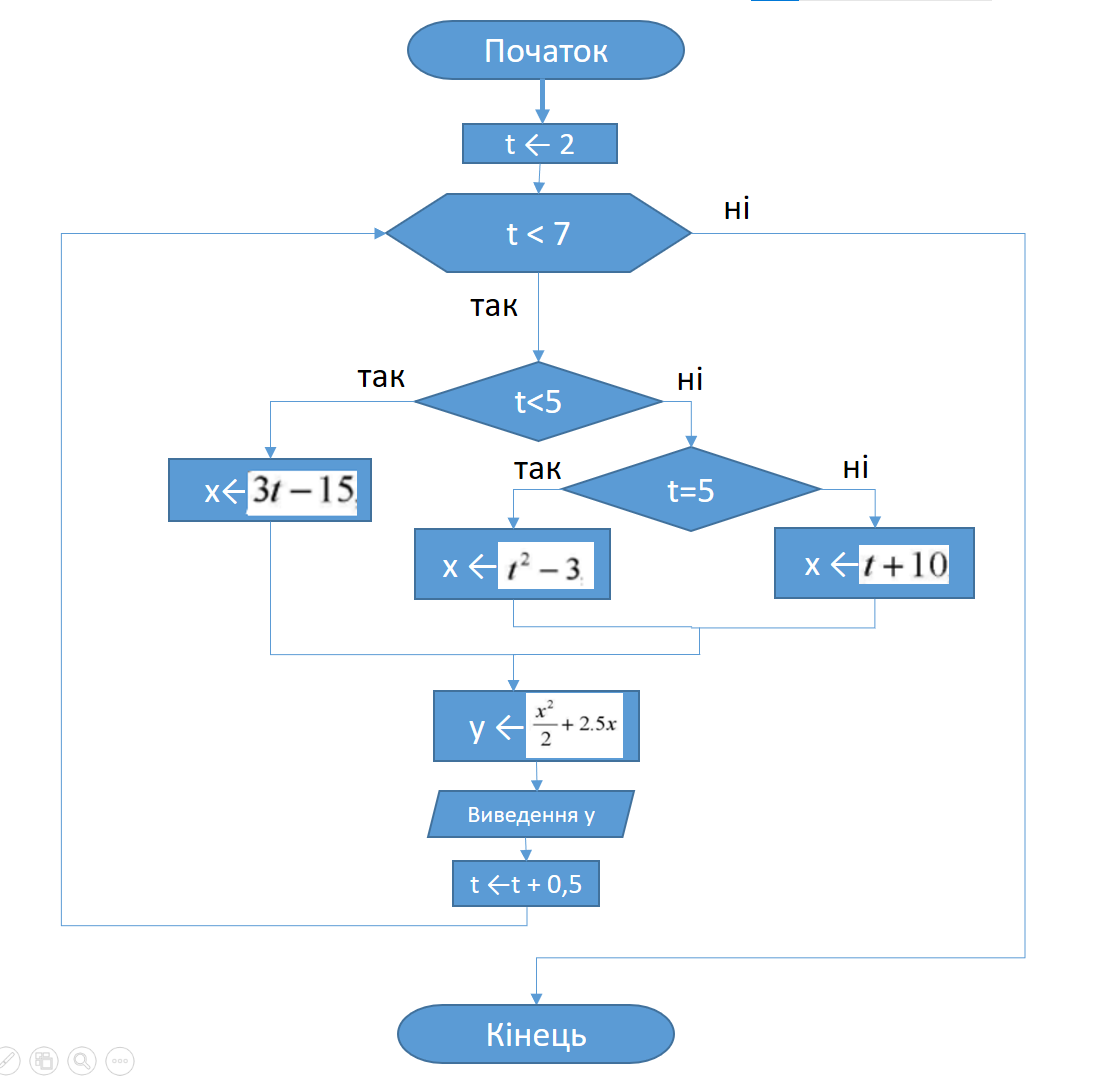 Початок
t ← 2
t < 7
ні
так
так
t<5
ні
x← 3t − 15
так
t=5
ні
x ← t² − 3
x ← t + 10
y ← x²/2 + 2.5x
Виведення y
t ←t + 0,5
Кінець